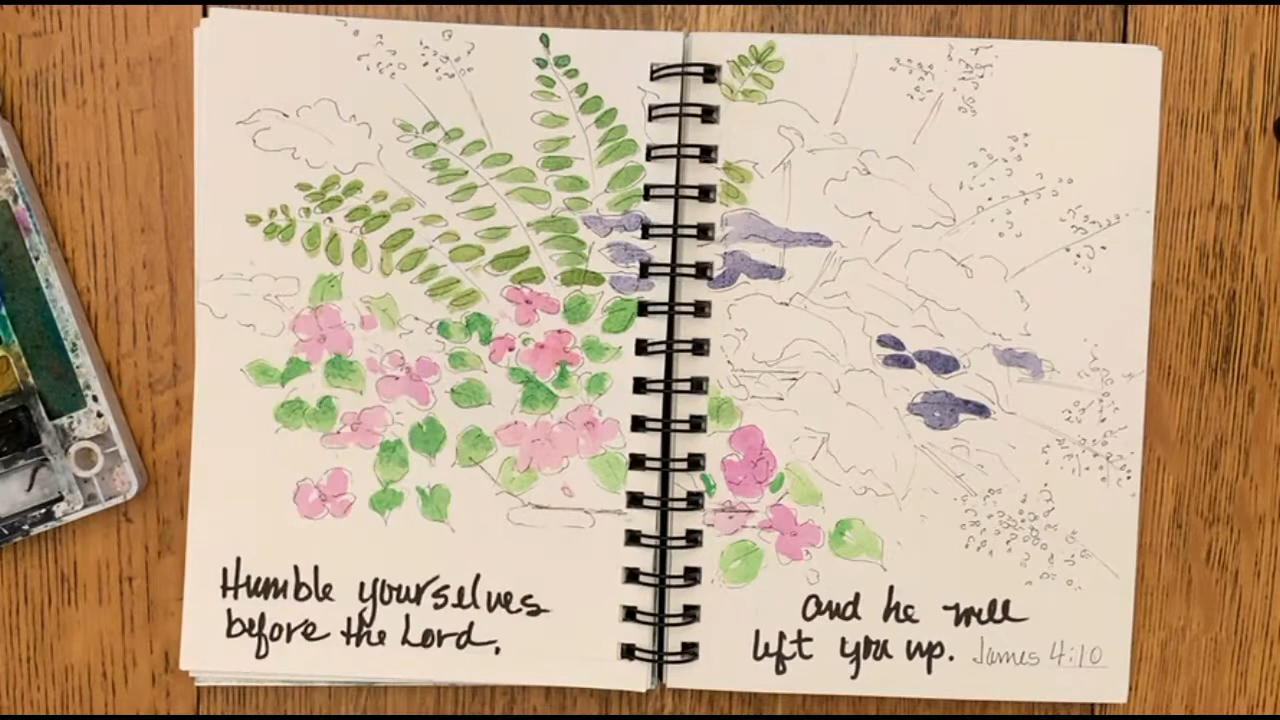 Humble yourselves
before the Lord,
and he will
lift you up. James 4:10